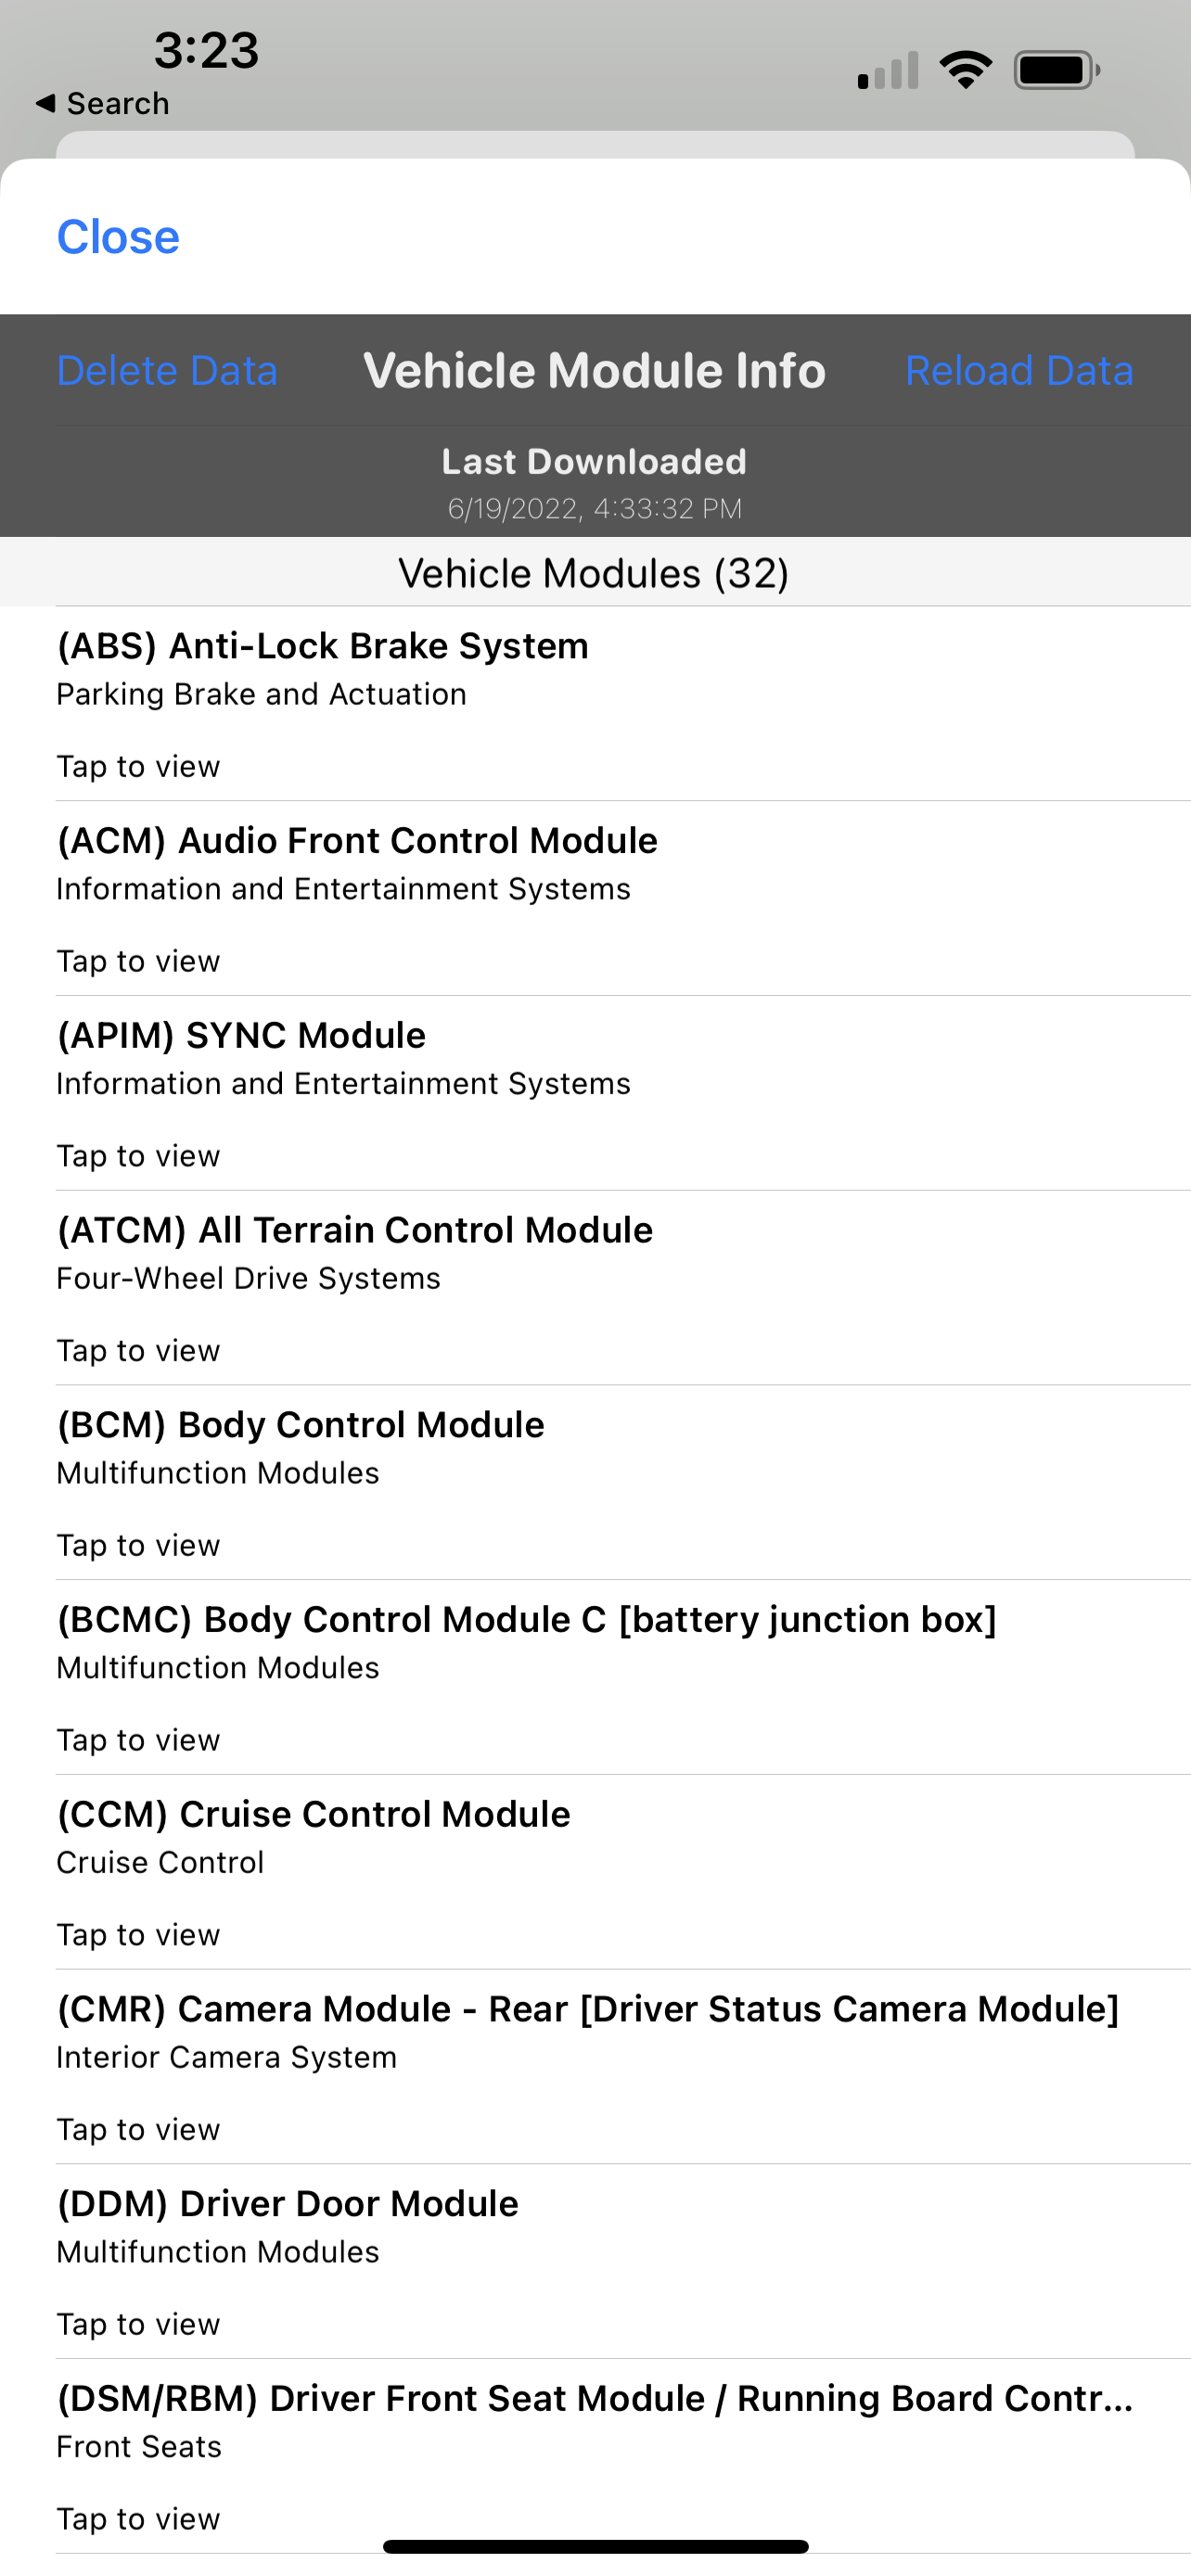 3:23
◀ Search
Close
Delete Data Vehicle Module Info Reload Data
Last Downloaded
6/19/2022, 4:33:32 PM
Vehicle Modules (32)
(ABS) Anti-Lock Brake System
Parking Brake and Actuation
Tap to view
(ACM) Audio Front Control Module
Information and Entertainment Systems
Tap to view
(APIM) SYNC Module
Information and Entertainment Systems
Tap to view
(ATCM) All Terrain Control Module
Four-Wheel Drive Systems
Tap to view
(BCM) Body Control Module
Multifunction Modules
Tap to view
(BCMC) Body Control Module C [battery junction box]
Multifunction Modules
Tap to view
(CCM) Cruise Control Module
Cruise Control
Tap to view
(CMR) Camera Module - Rear [Driver Status Camera Module]
Interior Camera System
Tap to view
(DDM) Driver Door Module
Multifunction Modules
Tap to view
(DSM/RBM) Driver Front Seat Module / Running Board Contr...
Front Seats
Tap to view